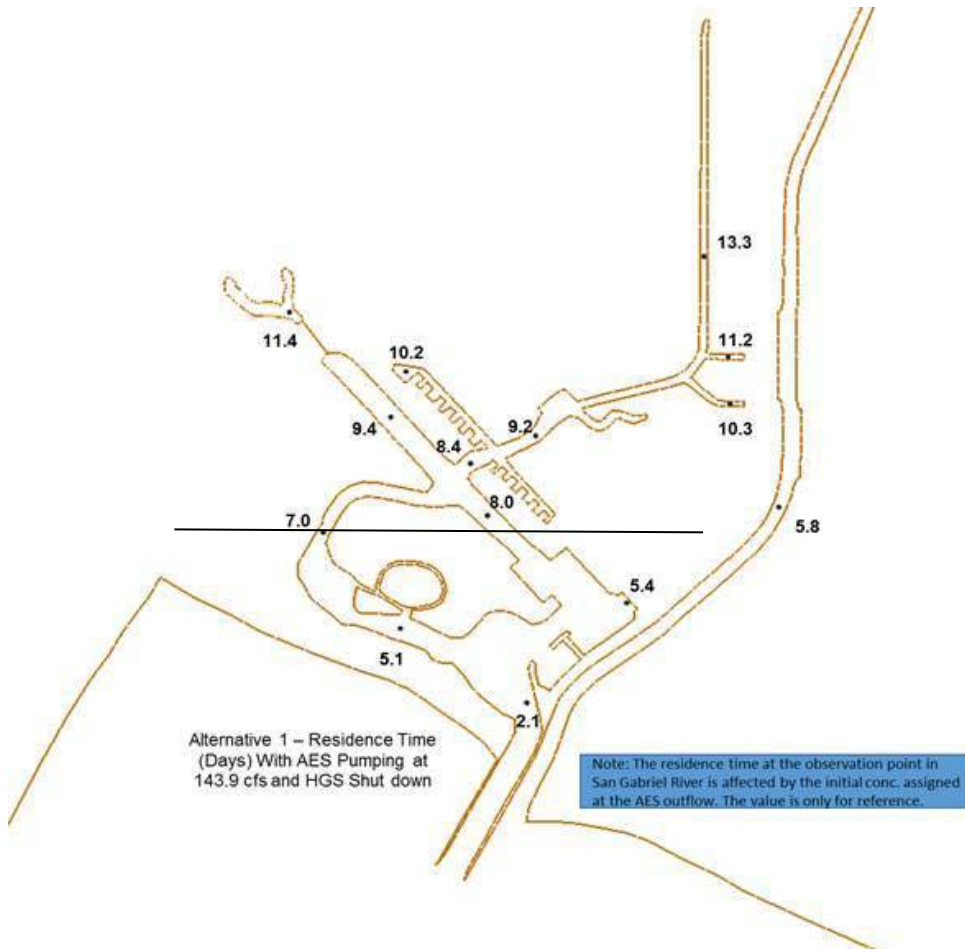 13.3
11.4
10.2
11.2
9.4
9.2
10.3
8.4
8.0
7.0
5.8
5.4
5.1
2.1
Alternative 1 – Residence Time
(Days) With AES Pumping at
143.9 cfs and HGS Shut down
Note: The residence time at the observation point in
San Gabriel River is affected by the initial conc. assigned
at the AES outflow. The value is only for reference.